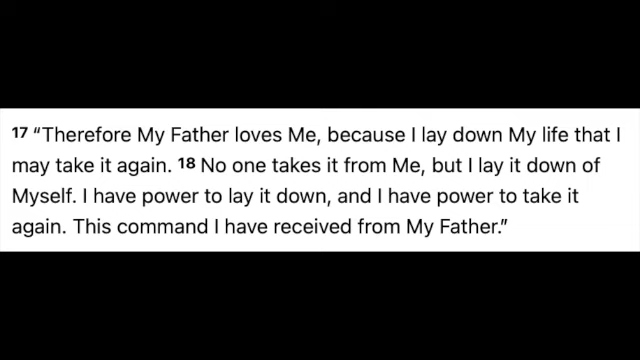 17 “Therefore My Father loves Me, because I lay down My life that I
may take it again. 18 No one takes it from Me, but I lay it down of
Myself. I have power to lay it down, and I have power to take it
again. This command I have received from My Father.”